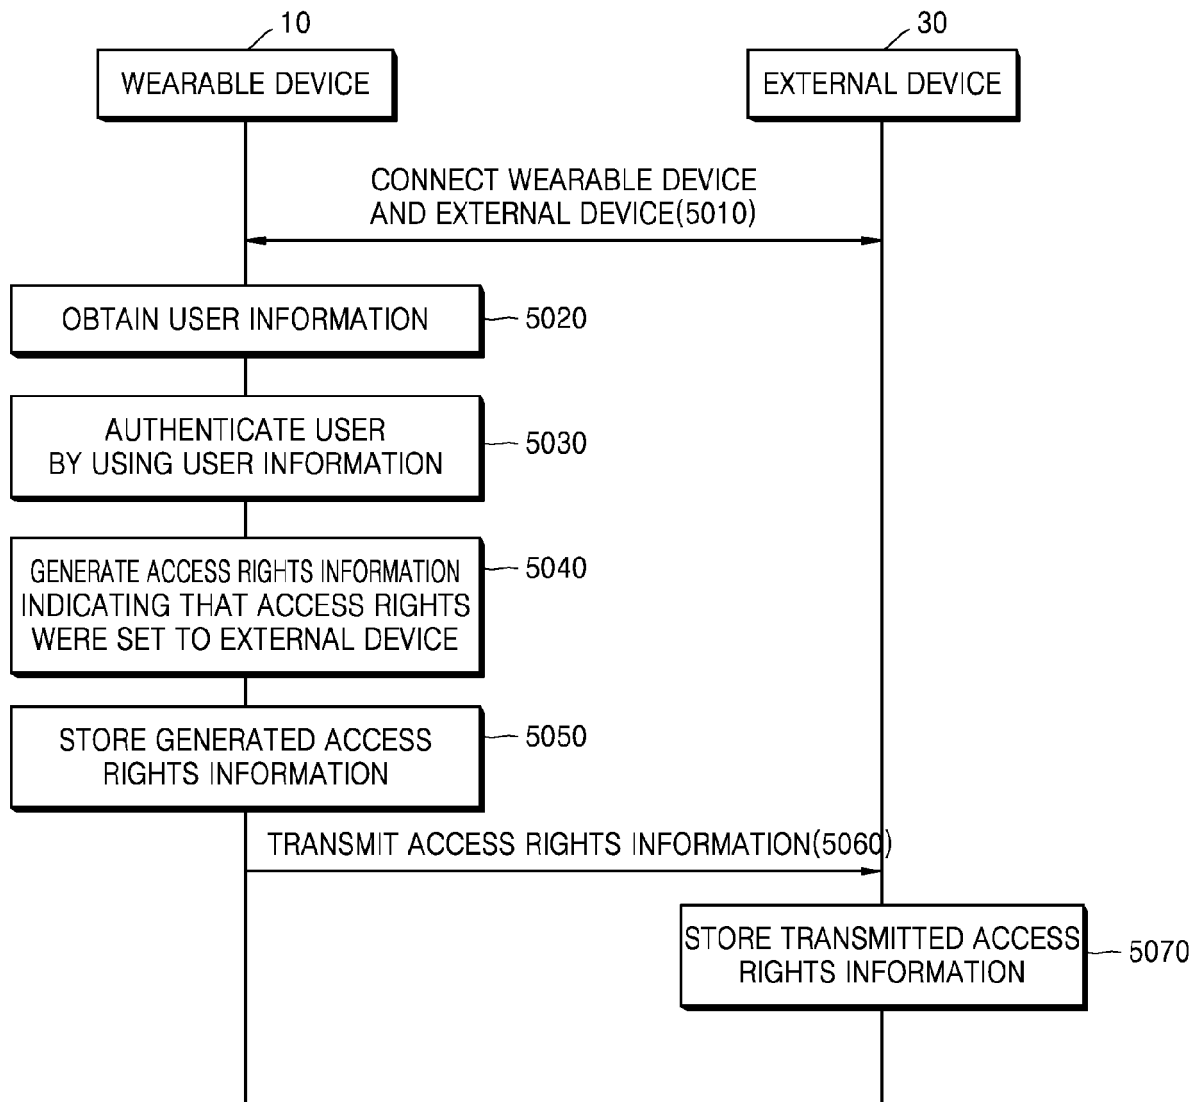 10
30
WEARABLE DEVICE
EXTERNAL DEVICE
CONNECT WEARABLE DEVICE
AND EXTERNAL DEVICE(5010)
OBTAIN USER INFORMATION
5020
AUTHENTICATE USER
BY USING USER INFORMATION
5030
GENERATE ACCESS RIGHTS INFORMATION
INDICATING THAT ACCESS RIGHTS
WERE SET TO EXTERNAL DEVICE
5040
STORE GENERATED ACCESS
RIGHTS INFORMATION
5050
TRANSMIT ACCESS RIGHTS INFORMATION(5060)
STORE TRANSMITTED ACCESS
RIGHTS INFORMATION
5070